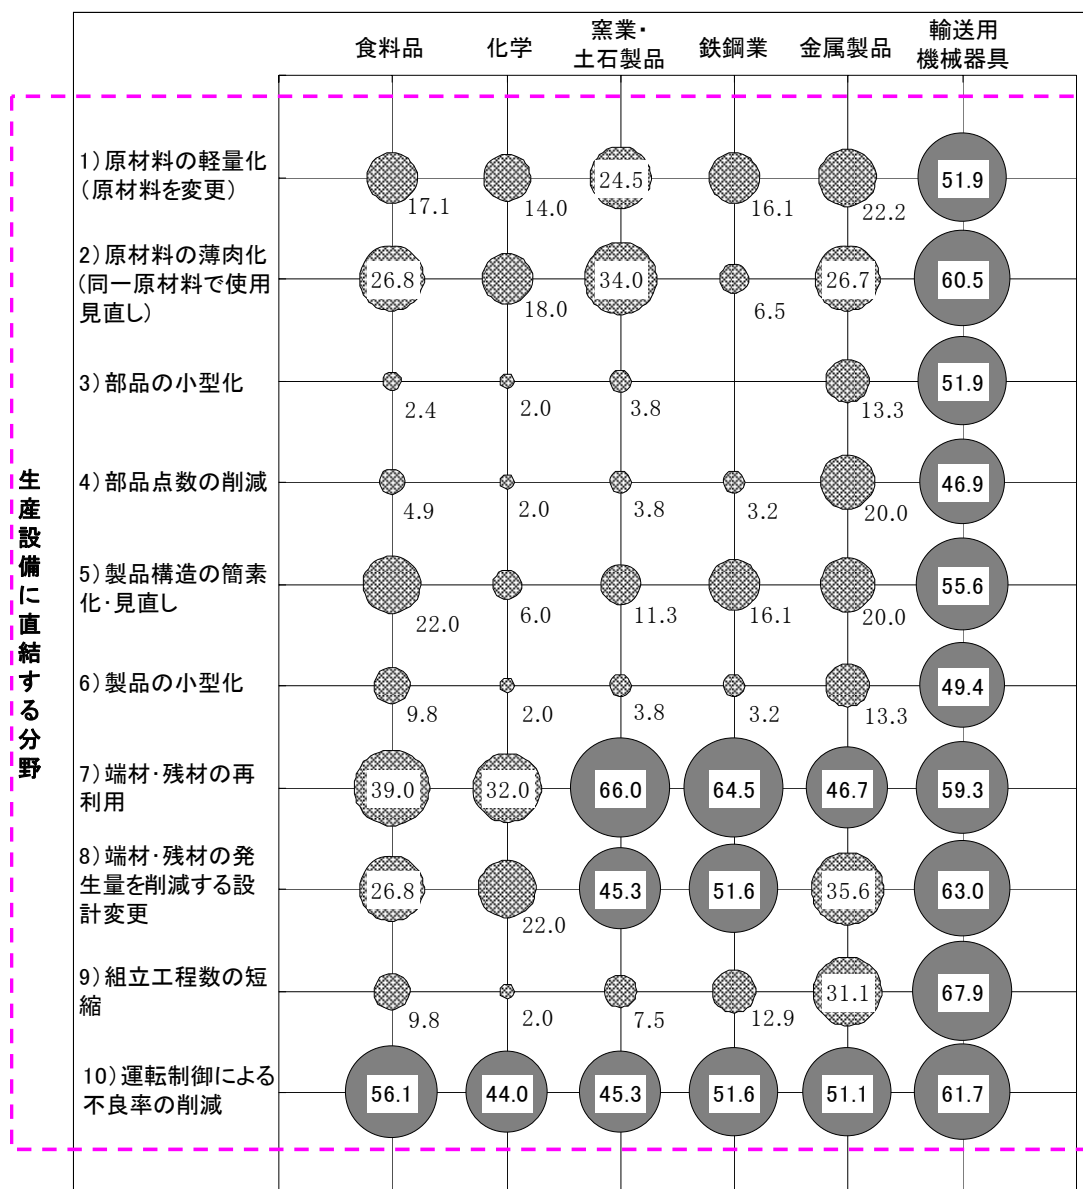 食料品 化学 窯業・土石製品 鉄鋼業 金属製品 輸送用機械器具
生産設備に直結する分野
1)原材料の軽量化
(原材料を変更)
17.1 14.0 24.5 16.1 22.2 51.9
2)原材料の薄肉化
(同一原材料で使用
見直し)
26.8 18.0 34.0 6.5 26.7 60.5
3)部品の小型化
2.4 2.0 3.8 13.3 51.9
4)部品点数の削減
4.9 2.0 3.8 3.2 20.0 46.9
5)製品構造の簡素
化・見直し
22.0 6.0 11.3 16.1 20.0 55.6
6)製品の小型化
9.8 2.0 3.8 3.2 13.3 49.4
7)端材・残材の再
利用
39.0 32.0 66.0 64.5 46.7 59.3
8)端材・残材の発
生量を削減する設
計変更
26.8 22.0 45.3 51.6 35.6 63.0
9)組立工程数の短
縮
9.8 2.0 7.5 12.9 31.1 67.9
10)運転制御による
不良率の削減
56.1 44.0 45.3 51.6 51.1 61.7